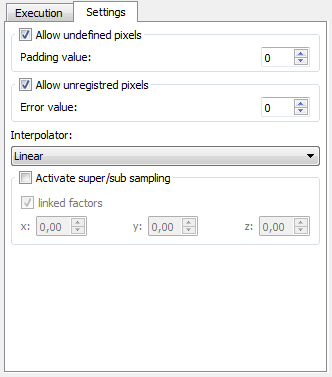 Execution Settings
Allow undefined pixels
Padding value: 0
Allow unregistred pixels
Error value: 0
Interpolator:
Linear
Activate super/sub sampling
linked factors
x: 0,00 y: 0,00 z: 0,00